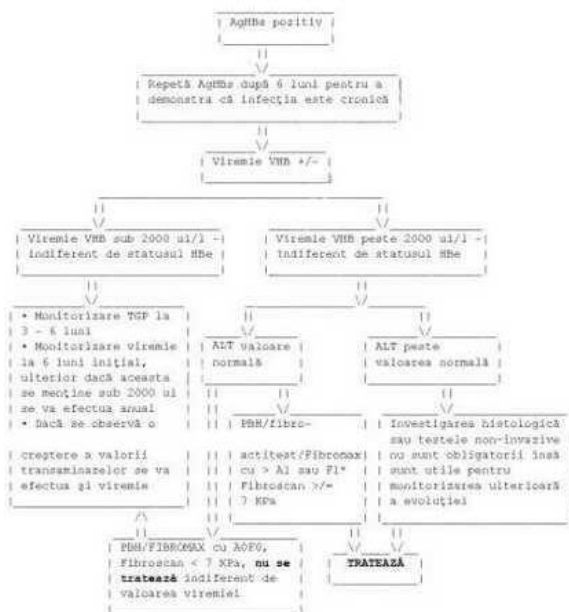 AgHBs pozitiv
Repetă AgHBs după 6 luni pentru a
demonstra că infecția este cronică
Viremie VHB +/-
Viremie VHB sub 2000 ui/l -
indiferent de statusul HBe
Viremie VHB peste 2000 ui/l -
indiferent de statusul HBe
• Monitorizare TGP la
3 - 6 luni
• Monitorizare viremie
la 6 luni inițial,
ulterior dacă aceasta
se menține sub 2000 ui
se va efectua anual
• Dacă se observă o
creștere a valorii
transaminazelor se va
efectua și viremie
ALT valoare
normală
ALT peste
valoarea normală
PBH/fibro-
actitest/Fibromax
cu > A1 sau F1*
Fibroscan >/=
7 KPa
Investigarea histologică
sau testele non-invazive
nu sunt obligatorii însă
sunt utile pentru
monitorizarea ulterioară
a evoluției
PBH/FIBROMAX cu A0F0,
Fibroscan < 7 KPa, nu se
tratează indiferent de
valoarea viremiei
TRATEAZĂ